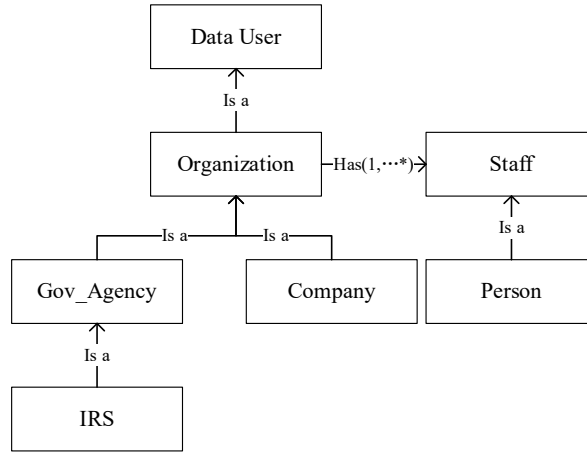 Data User
Is a
Organization
Has(1,⋯*)
Staff
Is a
Is a
Is a
Gov_Agency
Company
Person
Is a
IRS